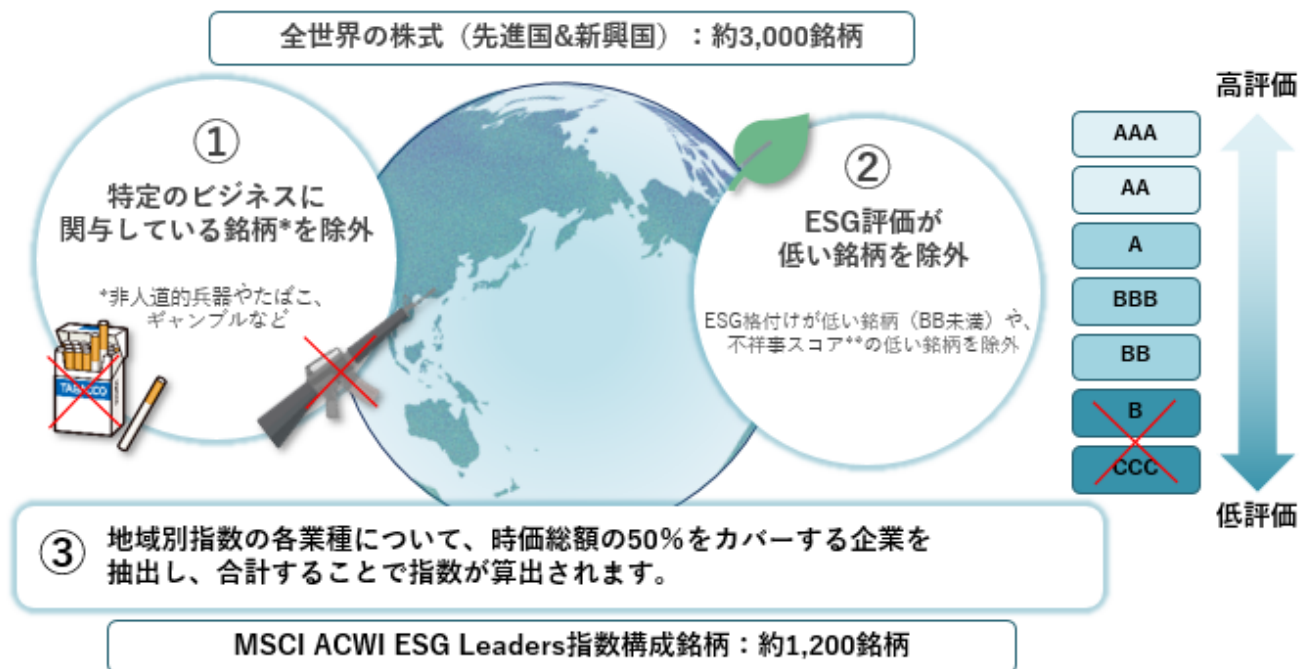 全世界の株式（先進国&新興国）：約3,000銘柄
①
特定のビジネスに
関与している銘柄*を除外
*非人道的兵器やたばこ、
ギャンブルなど
TABACCO
②
ESG評価が
低い銘柄を除外
ESG格付けが低い銘柄（BB未満）や、
不祥事スコア**の低い銘柄を除外
高評価
AAA
AA
A
BBB
BB
B
CCC
低評価
③
地域別指数の各業種について、時価総額の50%をカバーする企業を
抽出し、合計することで指数が算出されます。
MSCI ACWI ESG Leaders指数構成銘柄：約1,200銘柄